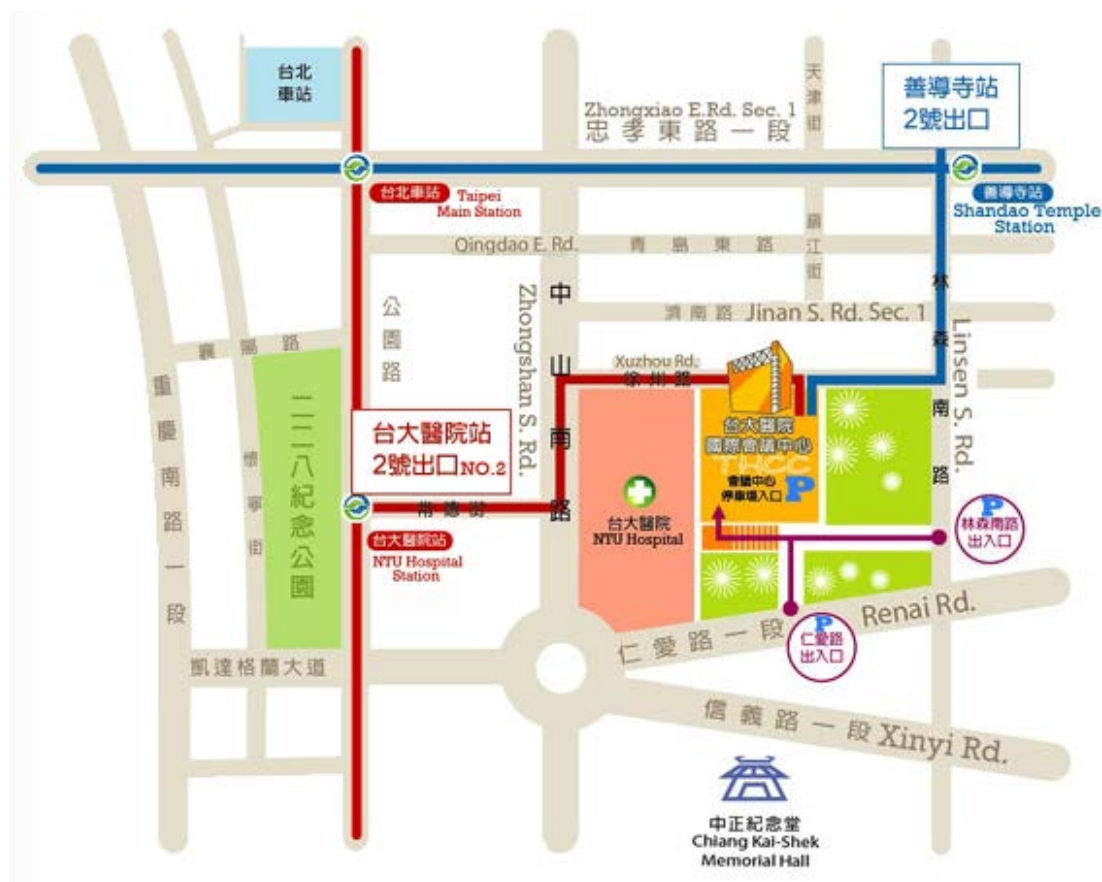 台北
車站
天津街
善導寺站
2號出口
Zhongxiao E.Rd. Sec. 1
忠孝東路一段
台北車站
Taipei
Main Station
善導寺站
Shandao Temple
Station
Qingdao E. Rd.
青島東路
鎮江街
公園路
Zhongshan S. Rd.
中山南路
濟南路
Jinan S. Rd. Sec. 1
林森南路
Linsen S. Rd.
襄陽路
Xuzhou Rd.
徐州路
重慶南路一段
懷寧街
二二八紀念公園
台大醫院站
2號出口NO.2
台大醫院
國際會議中心
THCC
會議中心
停車場入口 P
常德街
台大醫院
NTU Hospital
台大醫院站
NTU Hospital
Station
P
林森南路
出入口
P
仁愛路
出入口
仁愛路一段
Renai Rd.
凱達格蘭大道
信義路一段 Xinyi Rd.
中正紀念堂
Chiang Kai-Shek
Memorial Hall